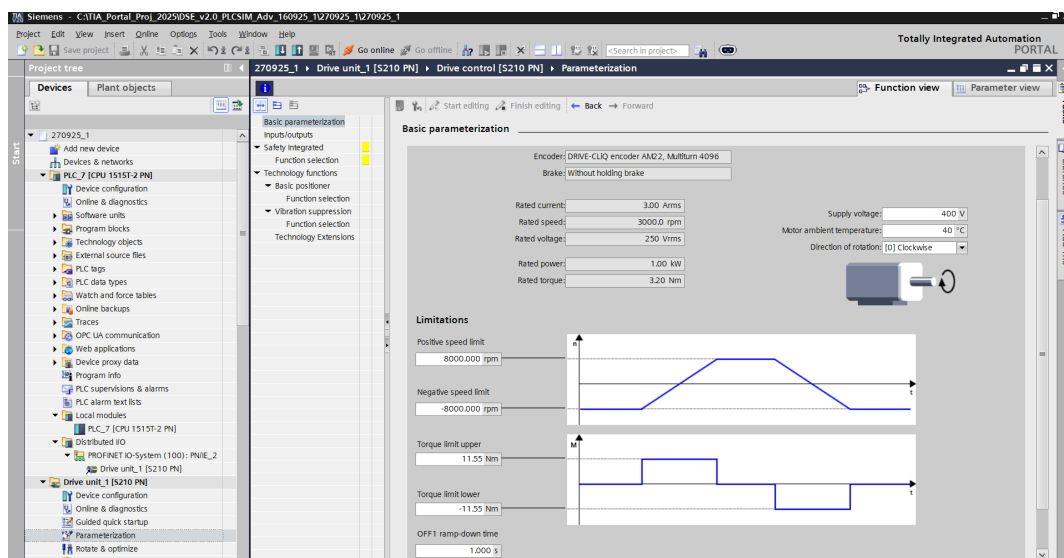 Siemens - C:\TIA_Portal_Proj_2025\DSE_v2.0_PLCSIM_Adv_160925_1\270925_1\270925_1
Project Edit View Insert Online Options Tools Window Help
Totally Integrated Automation
PORTAL
Save project
Go online
Go offline
<Search in project>
Project tree
270925_1 Drive unit_1 [S210 PN] Drive control [S210 PN] Parameterization
Devices
Plant objects
Function view
Parameter view
Start
270925_1
Add new device
Devices & networks
PLC_7 [CPU 1515T-2 PN]
Device configuration
Online & diagnostics
Software units
Program blocks
Technology objects
External source files
PLC tags
PLC data types
Watch and force tables
Online backups
Traces
OPC UA communication
Web applications
Device proxy data
Program info
PLC supervisions & alarms
PLC alarm text lists
Local modules
PLC_7 [CPU 1515T-2 PN]
Distributed I/O
PROFINET IO-System (100): PN/IE_2
Drive unit_1 [S210 PN]
Drive unit_1 [S210 PN]
Device configuration
Online & diagnostics
Guided quick startup
Parameterization
Rotate & optimize
Basic parameterization
Inputs/outputs
Safety Integrated
Function selection
Technology functions
Basic positioner
Function selection
Vibration suppression
Function selection
Technology Extensions
Start editing
Finish editing
Back
Forward
Basic parameterization
Encoder: DRIVE-CLiQ encoder AM22, Multiturn 4096
Brake: Without holding brake
Rated current: 3.00 Arms
Rated speed: 3000.0 rpm
Rated voltage: 250 Vrms
Rated power: 1.00 kW
Rated torque: 3.20 Nm
Supply voltage: 400 V
Motor ambient temperature: 40 °C
Direction of rotation: [0] Clockwise
Limitations
Positive speed limit
8000.000 rpm
Negative speed limit
-8000.000 rpm
n
t
Torque limit upper
11.55 Nm
Torque limit lower
-11.55 Nm
M
t
OFF1 ramp-down time
1.000 s